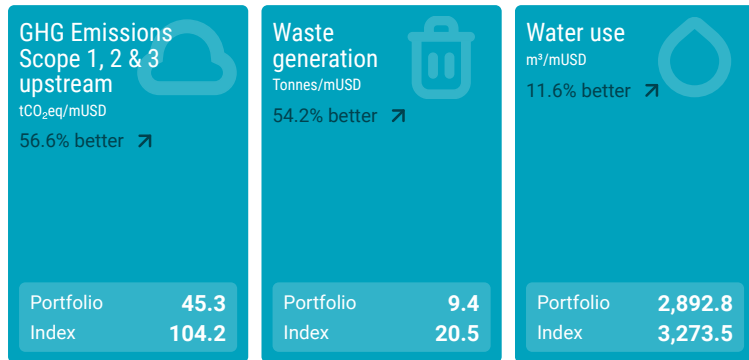 GHG Emissions
Scope 1, 2 & 3
upstream
tCO₂eq/mUSD
56.6% better
Portfolio 45.3
Index 104.2
Waste
generation
Tonnes/mUSD
54.2% better
Portfolio 9.4
Index 20.5
Water use
m³/mUSD
11.6% better
Portfolio 2,892.8
Index 3,273.5